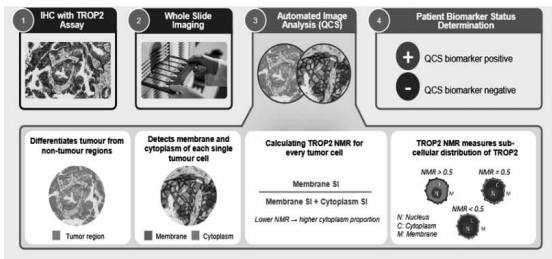 1
IHC with TROP2
Assay
2
Whole Slide
Imaging
3
Automated Image
Analysis (QCS)
4
Patient Biomarker Status
Determination
+
QCS biomarker positive
-
QCS biomarker negative
Differentiates tumour from
non-tumour regions
Tumor region
Detects membrane and
cytoplasm of each single
tumour cell
Membrane
Cytoplasm
Calculating TROP2 NMR for
every tumor cell
Membrane SI
Membrane SI + Cytoplasm SI
Lower NMR → higher cytoplasm proportion
TROP2 NMR measures sub-
cellular distribution of TROP2
NMR > 0.5
NMR = 0.5
C
N
M
C
N
M
NMR < 0.5
C
N
M
N: Nucleus
C: Cytoplasm
M: Membrane